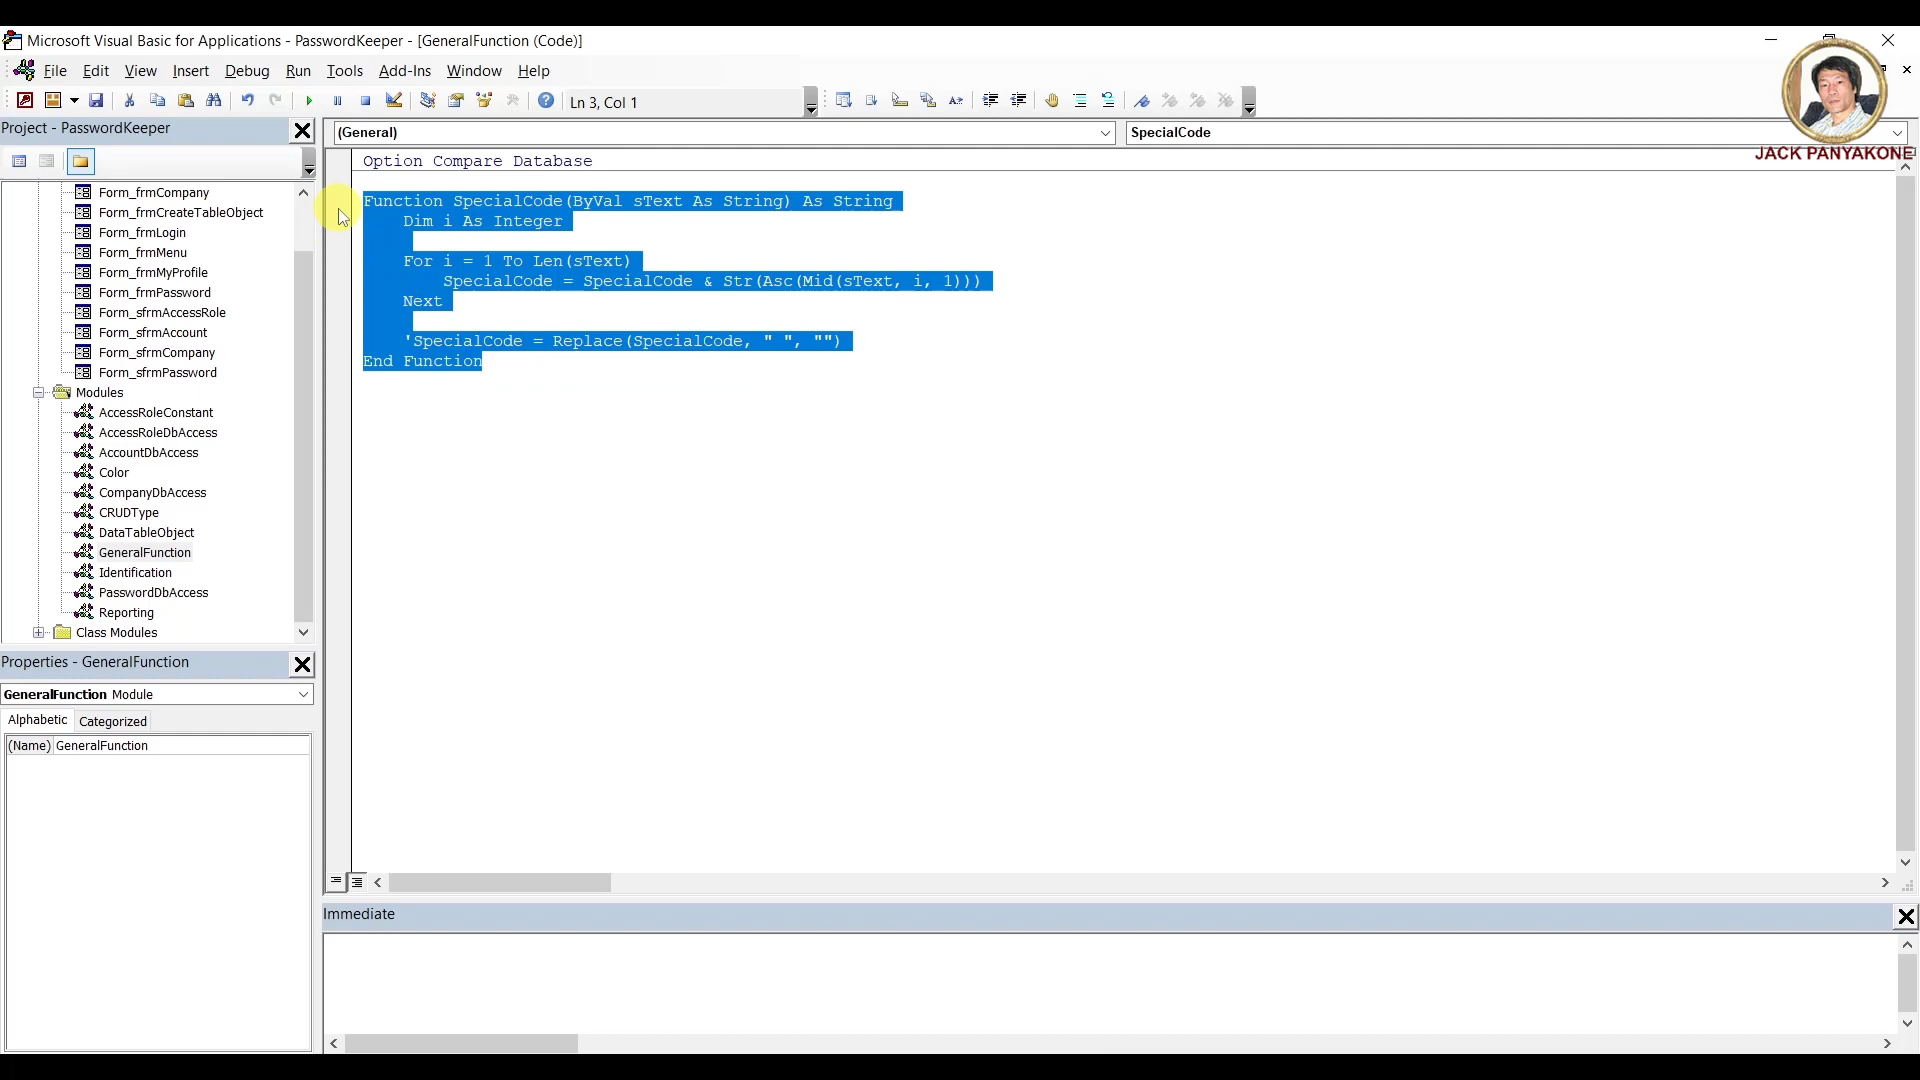 Microsoft Visual Basic for Applications - PasswordKeeper - [GeneralFunction (Code)]
File Edit View Insert Debug Run Tools Add-Ins Window Help
Ln 3, Col 1
JACK PANYAKONE
Project - PasswordKeeper
Form_frmCompany
Form_frmCreateTableObject
Form_frmLogin
Form_frmMenu
Form_frmMyProfile
Form_frmPassword
Form_sfrmAccessRole
Form_sfrmAccount
Form_sfrmCompany
Form_sfrmPassword
Modules
AccessRoleConstant
AccessRoleDbAccess
AccountDbAccess
Color
CompanyDbAccess
CRUDType
DataTableObject
GeneralFunction
Identification
PasswordDbAccess
Reporting
Class Modules
Properties - GeneralFunction
GeneralFunction Module
Alphabetic Categorized
(Name) GeneralFunction
(General) SpecialCode
Option Compare Database
Function SpecialCode(ByVal sText As String) As String
Dim i As Integer
For i = 1 To Len(sText)
SpecialCode = SpecialCode & Str(Asc(Mid(sText, i, 1)))
Next
'SpecialCode = Replace(SpecialCode, " ", "")
End Function
Immediate